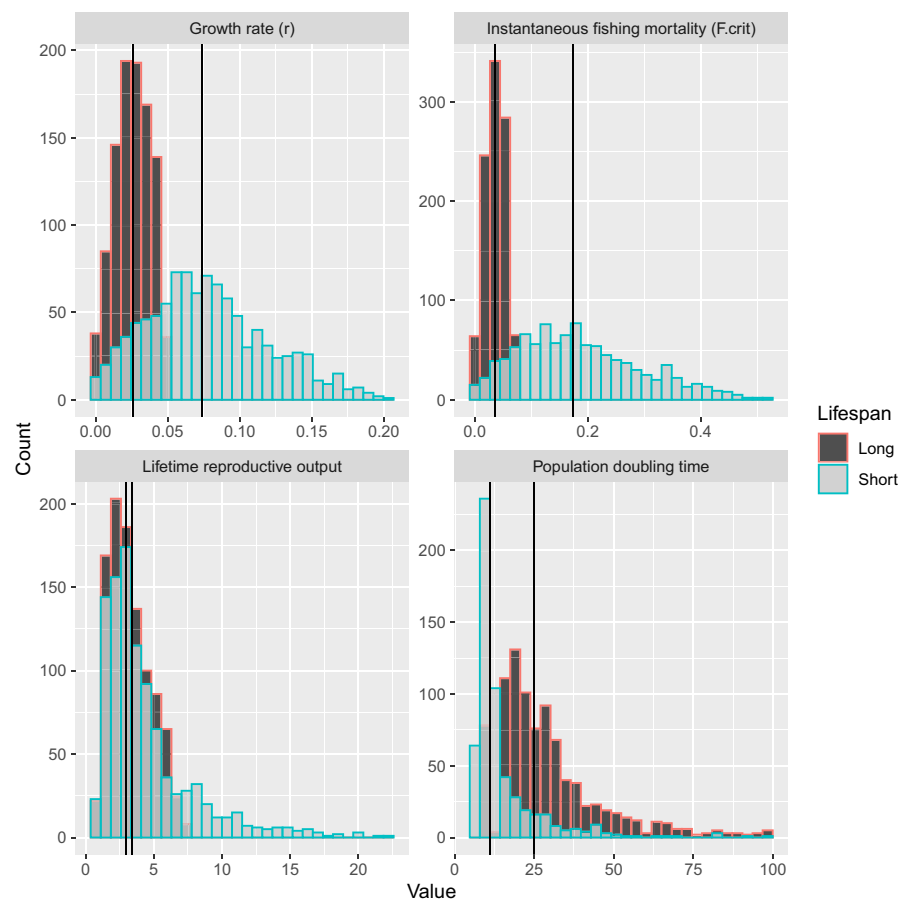 Growth rate (r)
Instantaneous fishing mortality (F.crit)
200
150
100
50
0
300
200
100
0
0.00 0.05 0.10 0.15 0.20
0.0 0.2 0.4
Lifetime reproductive output
Population doubling time
200
150
100
50
0
200
150
100
50
0
0 5 10 15 20
0 25 50 75 100
Count
Value
Lifespan
Long
Short